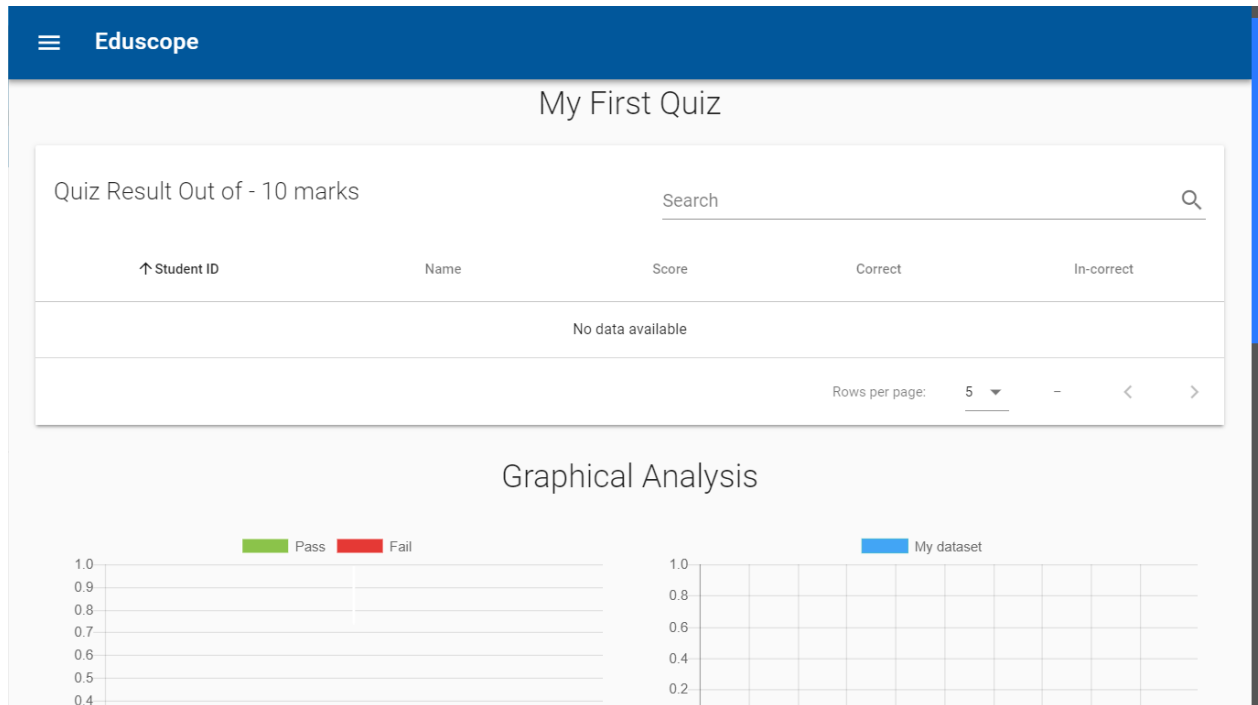 Eduscope
My First Quiz
Quiz Result Out of - 10 marks
Search
Student ID Name Score Correct In-correct
No data available
Rows per page: 5 –
Graphical Analysis
Pass Fail
1.0
0.9
0.8
0.7
0.6
0.5
0.4
My dataset
1.0
0.8
0.6
0.4
0.2